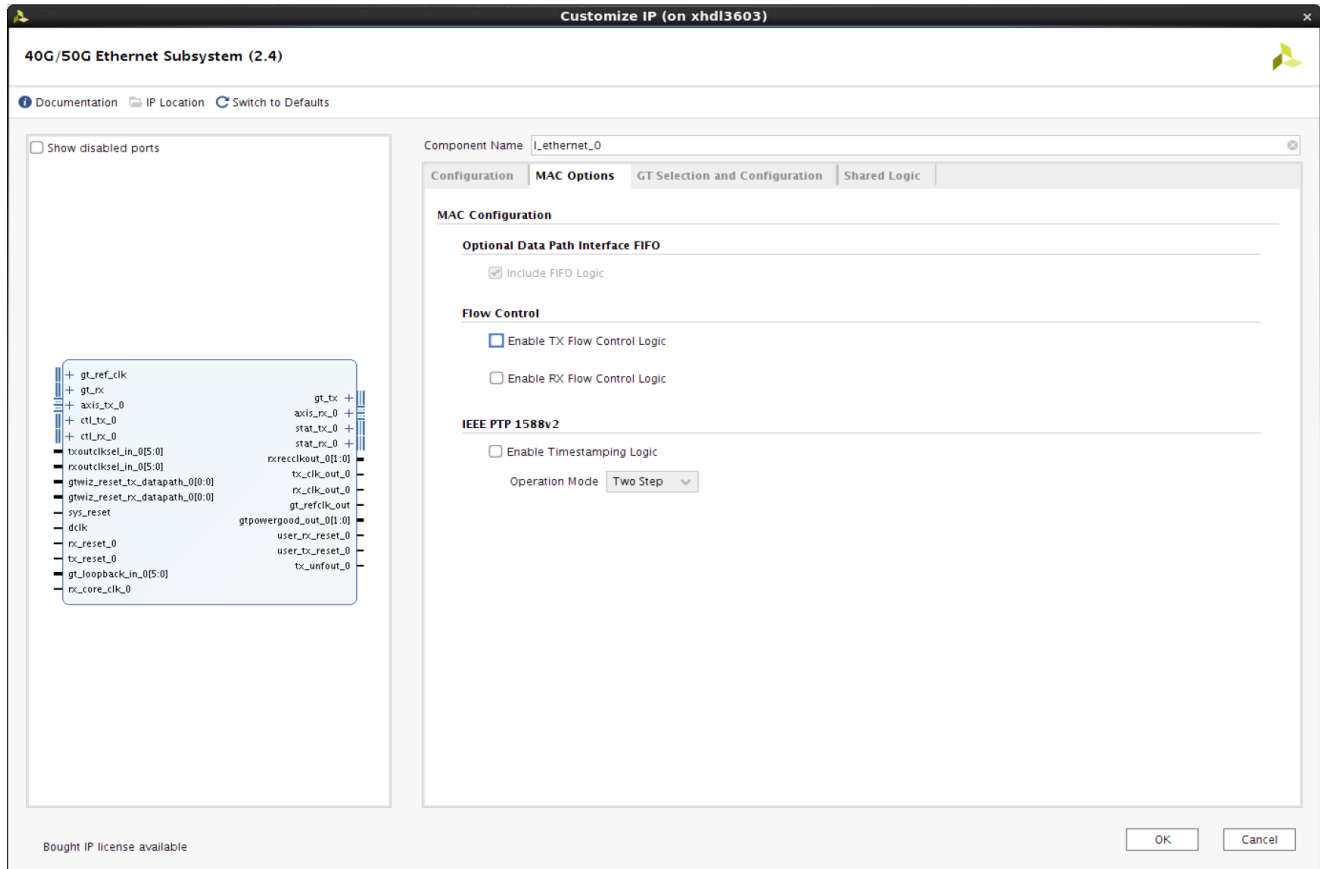 Customize IP (on xhdl3603)
40G/50G Ethernet Subsystem (2.4)
Documentation IP Location Switch to Defaults
Show disabled ports
gt_ref_clk
gt_rx
axis_tx_0
ctl_tx_0
ctl_rx_0
txoutclksel_in_0[5:0]
rxoutclksel_in_0[5:0]
gtwiz_reset_tx_datapath_0[0:0]
gtwiz_reset_rx_datapath_0[0:0]
sys_reset
dclk
rx_reset_0
tx_reset_0
gt_loopback_in_0[5:0]
rx_core_clk_0
gt_tx
axis_rx_0
stat_tx_0
stat_rx_0
rxrecclkout_0[1:0]
tx_clk_out_0
rx_clk_out_0
gt_refclk_out
gtpowergood_out_0[1:0]
user_rx_reset_0
user_tx_reset_0
tx_unfout_0
Component Name l_ethernet_0
Configuration MAC Options GT Selection and Configuration Shared Logic
MAC Configuration
Optional Data Path Interface FIFO
Include FIFO Logic
Flow Control
Enable TX Flow Control Logic
Enable RX Flow Control Logic
IEEE PTP 1588v2
Enable Timestamping Logic
Operation Mode Two Step
Bought IP license available
OK Cancel